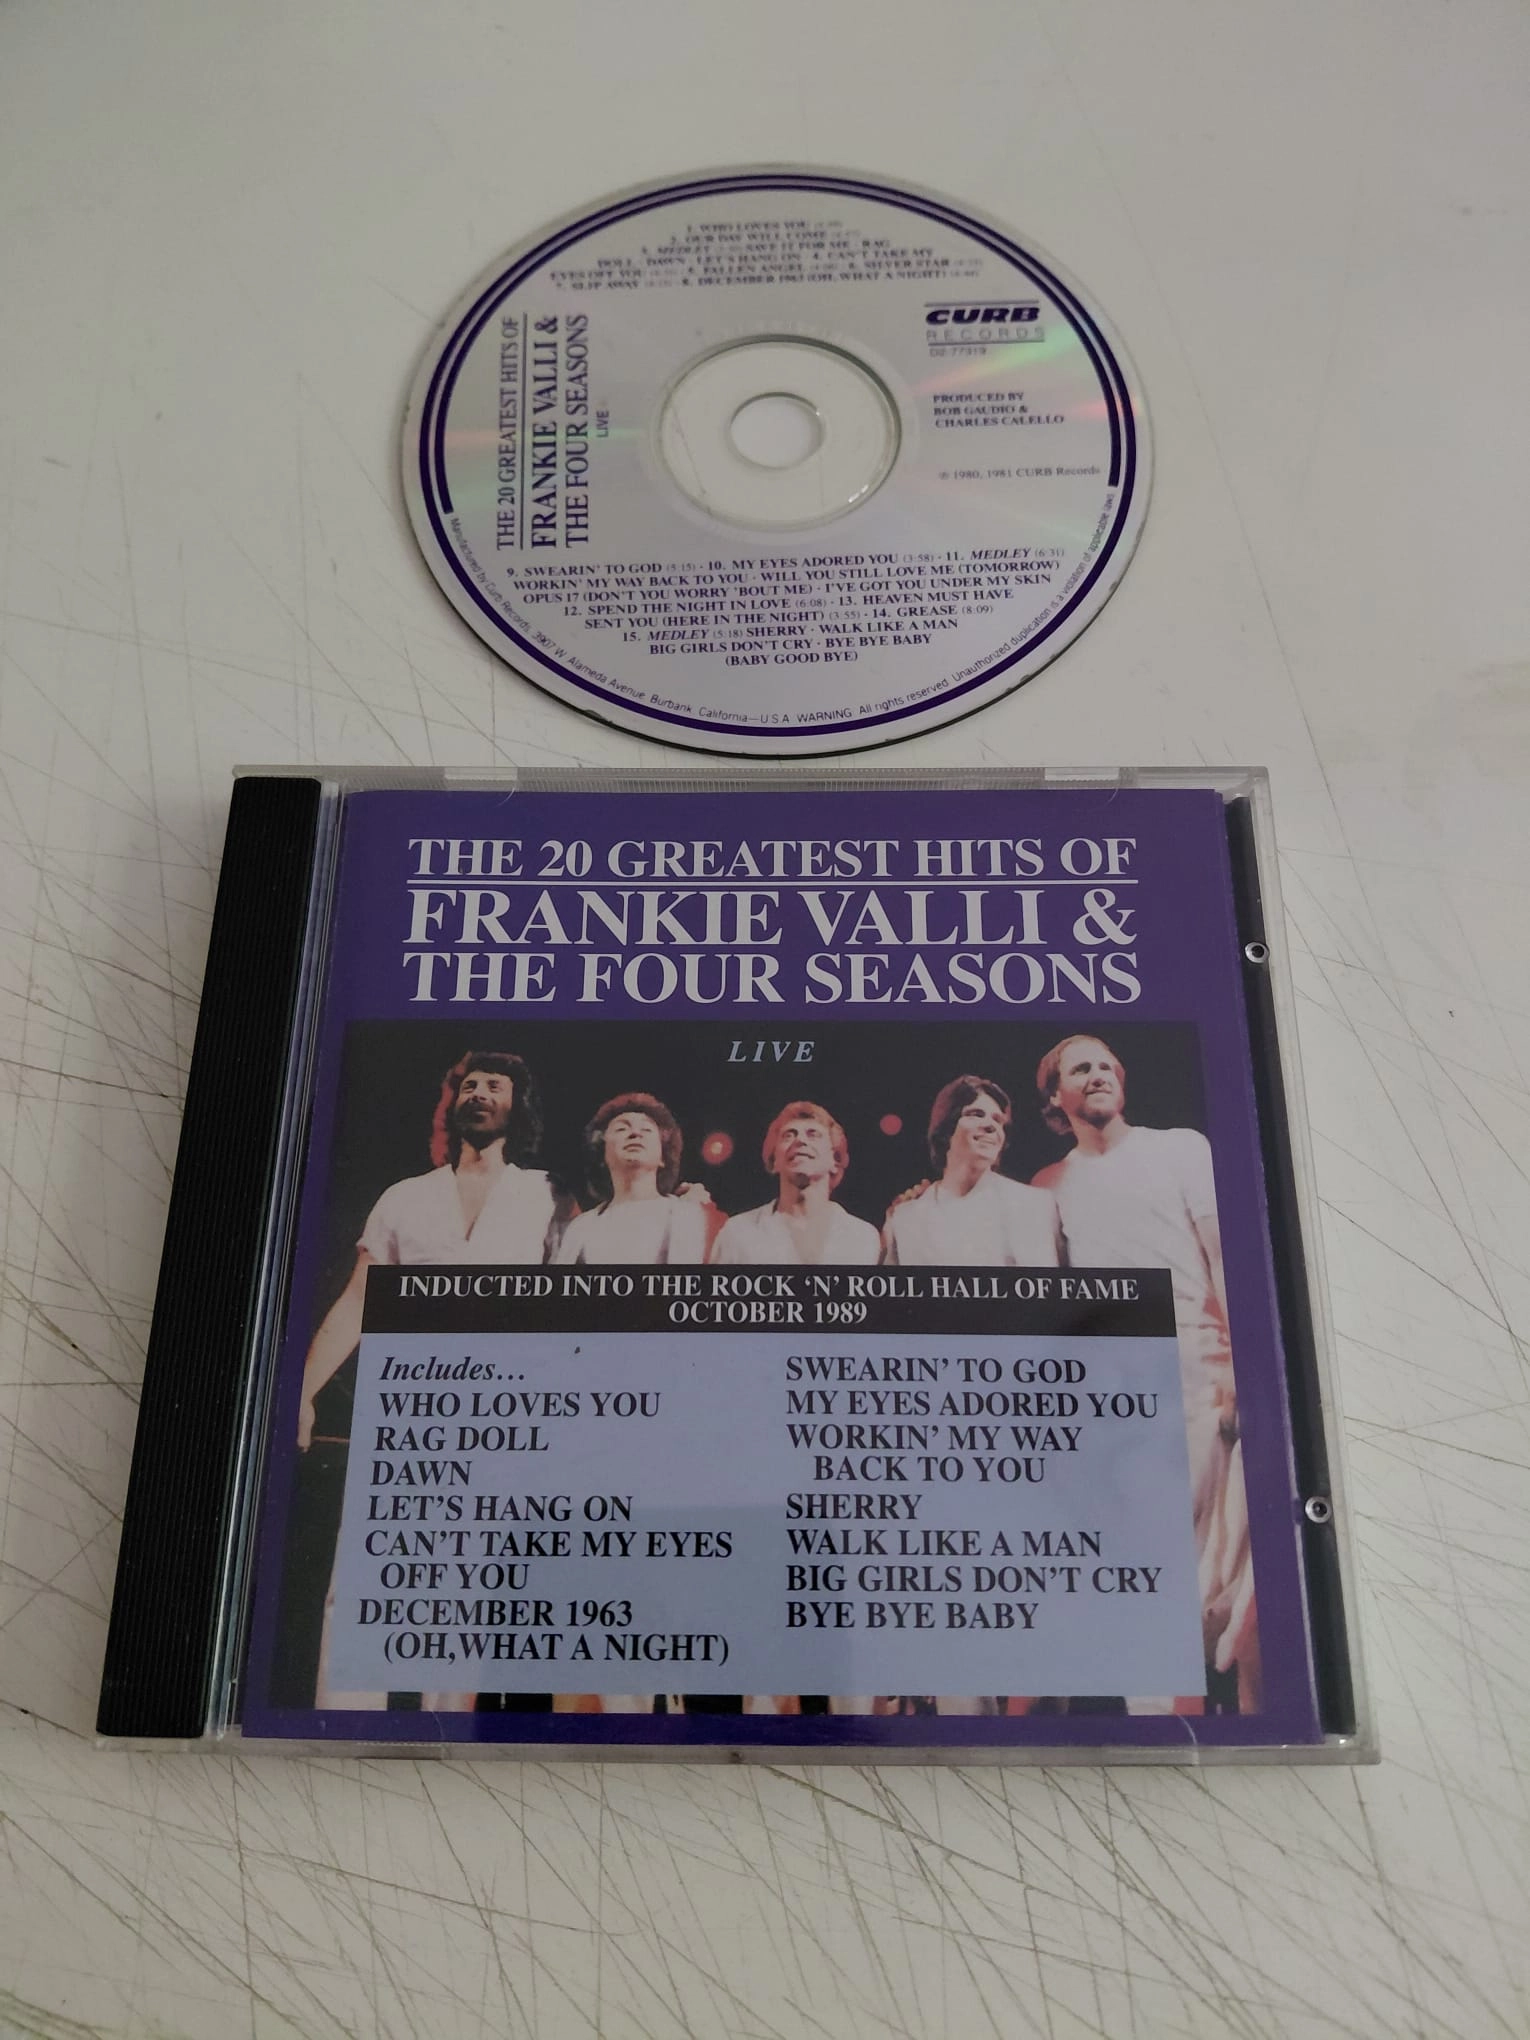 1. WHO LOVES YOU
2. OUR DAY WILL COME
3. MEDLEY SAVE IT FOR ME · RAG
DOLL · DAWN · LET'S HANG ON · 4. CAN'T TAKE MY
EYES OFF YOU · 5. FALLEN ANGEL · 6. SILVER STAR
7. SLIP AWAY · 8. DECEMBER 1963 (OH, WHAT A NIGHT)
THE 20 GREATEST HITS OF
FRANKIE VALLI &
THE FOUR SEASONS
LIVE
CURB
RECORDS
D2-77319
PRODUCED BY
BOB GAUDIO &
CHARLES CALELLO
℗ 1980, 1981 CURB Records
9. SWEARIN' TO GOD (5:15) · 10. MY EYES ADORED YOU (3:58) · 11. MEDLEY (6:31)
WORKIN' MY WAY BACK TO YOU · WILL YOU STILL LOVE ME (TOMORROW)
OPUS 17 (DON'T YOU WORRY 'BOUT ME) · I'VE GOT YOU UNDER MY SKIN
12. SPEND THE NIGHT IN LOVE (6:08) · 13. HEAVEN MUST HAVE
SENT YOU (HERE IN THE NIGHT) (3:55) · 14. GREASE (8:09)
15. MEDLEY (5:18) SHERRY · WALK LIKE A MAN
BIG GIRLS DON'T CRY · BYE BYE BABY
(BABY GOOD BYE)
Manufactured by Curb Records, 3907 W. Alameda Avenue, Burbank, California—U.S.A. WARNING: All rights reserved. Unauthorized duplication is a violation of applicable laws
THE 20 GREATEST HITS OF
FRANKIE VALLI &
THE FOUR SEASONS
LIVE
INDUCTED INTO THE ROCK 'N' ROLL HALL OF FAME
OCTOBER 1989
Includes...
WHO LOVES YOU
RAG DOLL
DAWN
LET'S HANG ON
CAN'T TAKE MY EYES
OFF YOU
DECEMBER 1963
(OH,WHAT A NIGHT)
SWEARIN' TO GOD
MY EYES ADORED YOU
WORKIN' MY WAY
BACK TO YOU
SHERRY
WALK LIKE A MAN
BIG GIRLS DON'T CRY
BYE BYE BABY